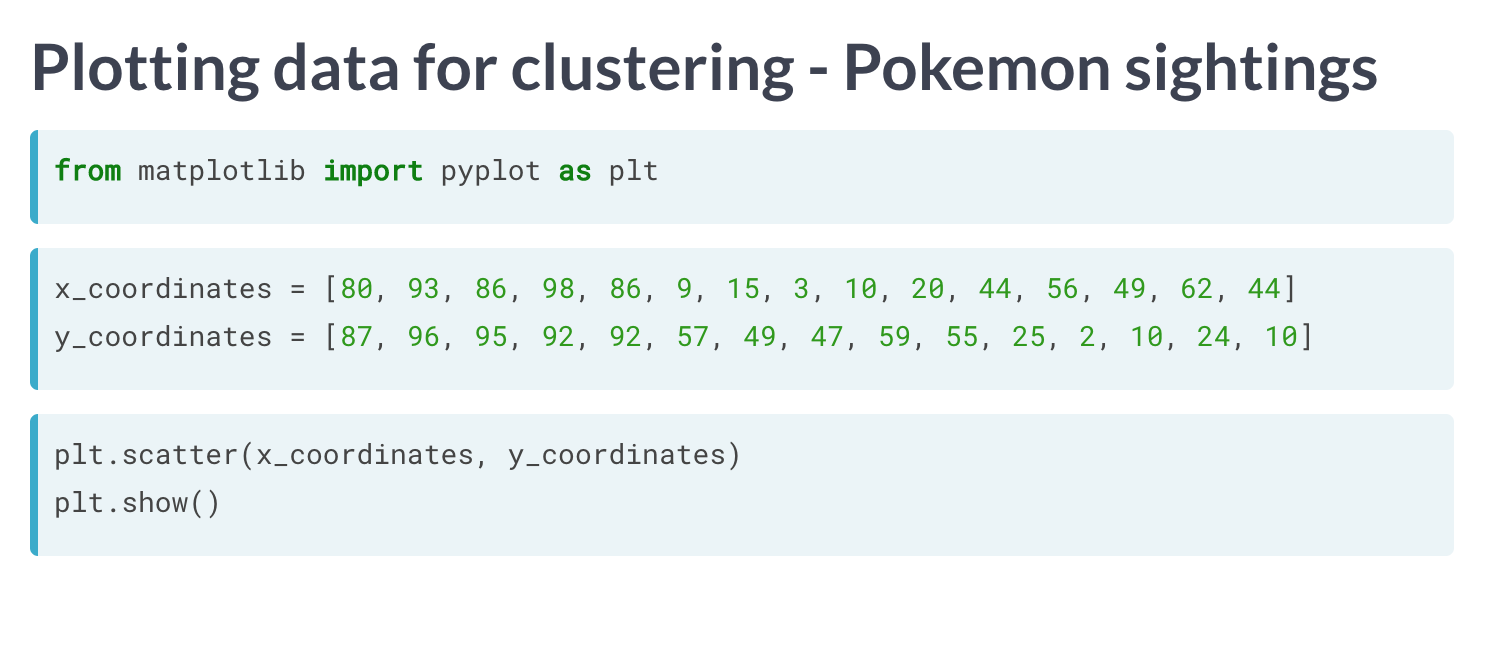 Plotting data for clustering - Pokemon sightings
from matplotlib import pyplot as plt
x_coordinates = [80, 93, 86, 98, 86, 9, 15, 3, 10, 20, 44, 56, 49, 62, 44]
y_coordinates = [87, 96, 95, 92, 92, 57, 49, 47, 59, 55, 25, 2, 10, 24, 10]
plt.scatter(x_coordinates, y_coordinates)
plt.show()